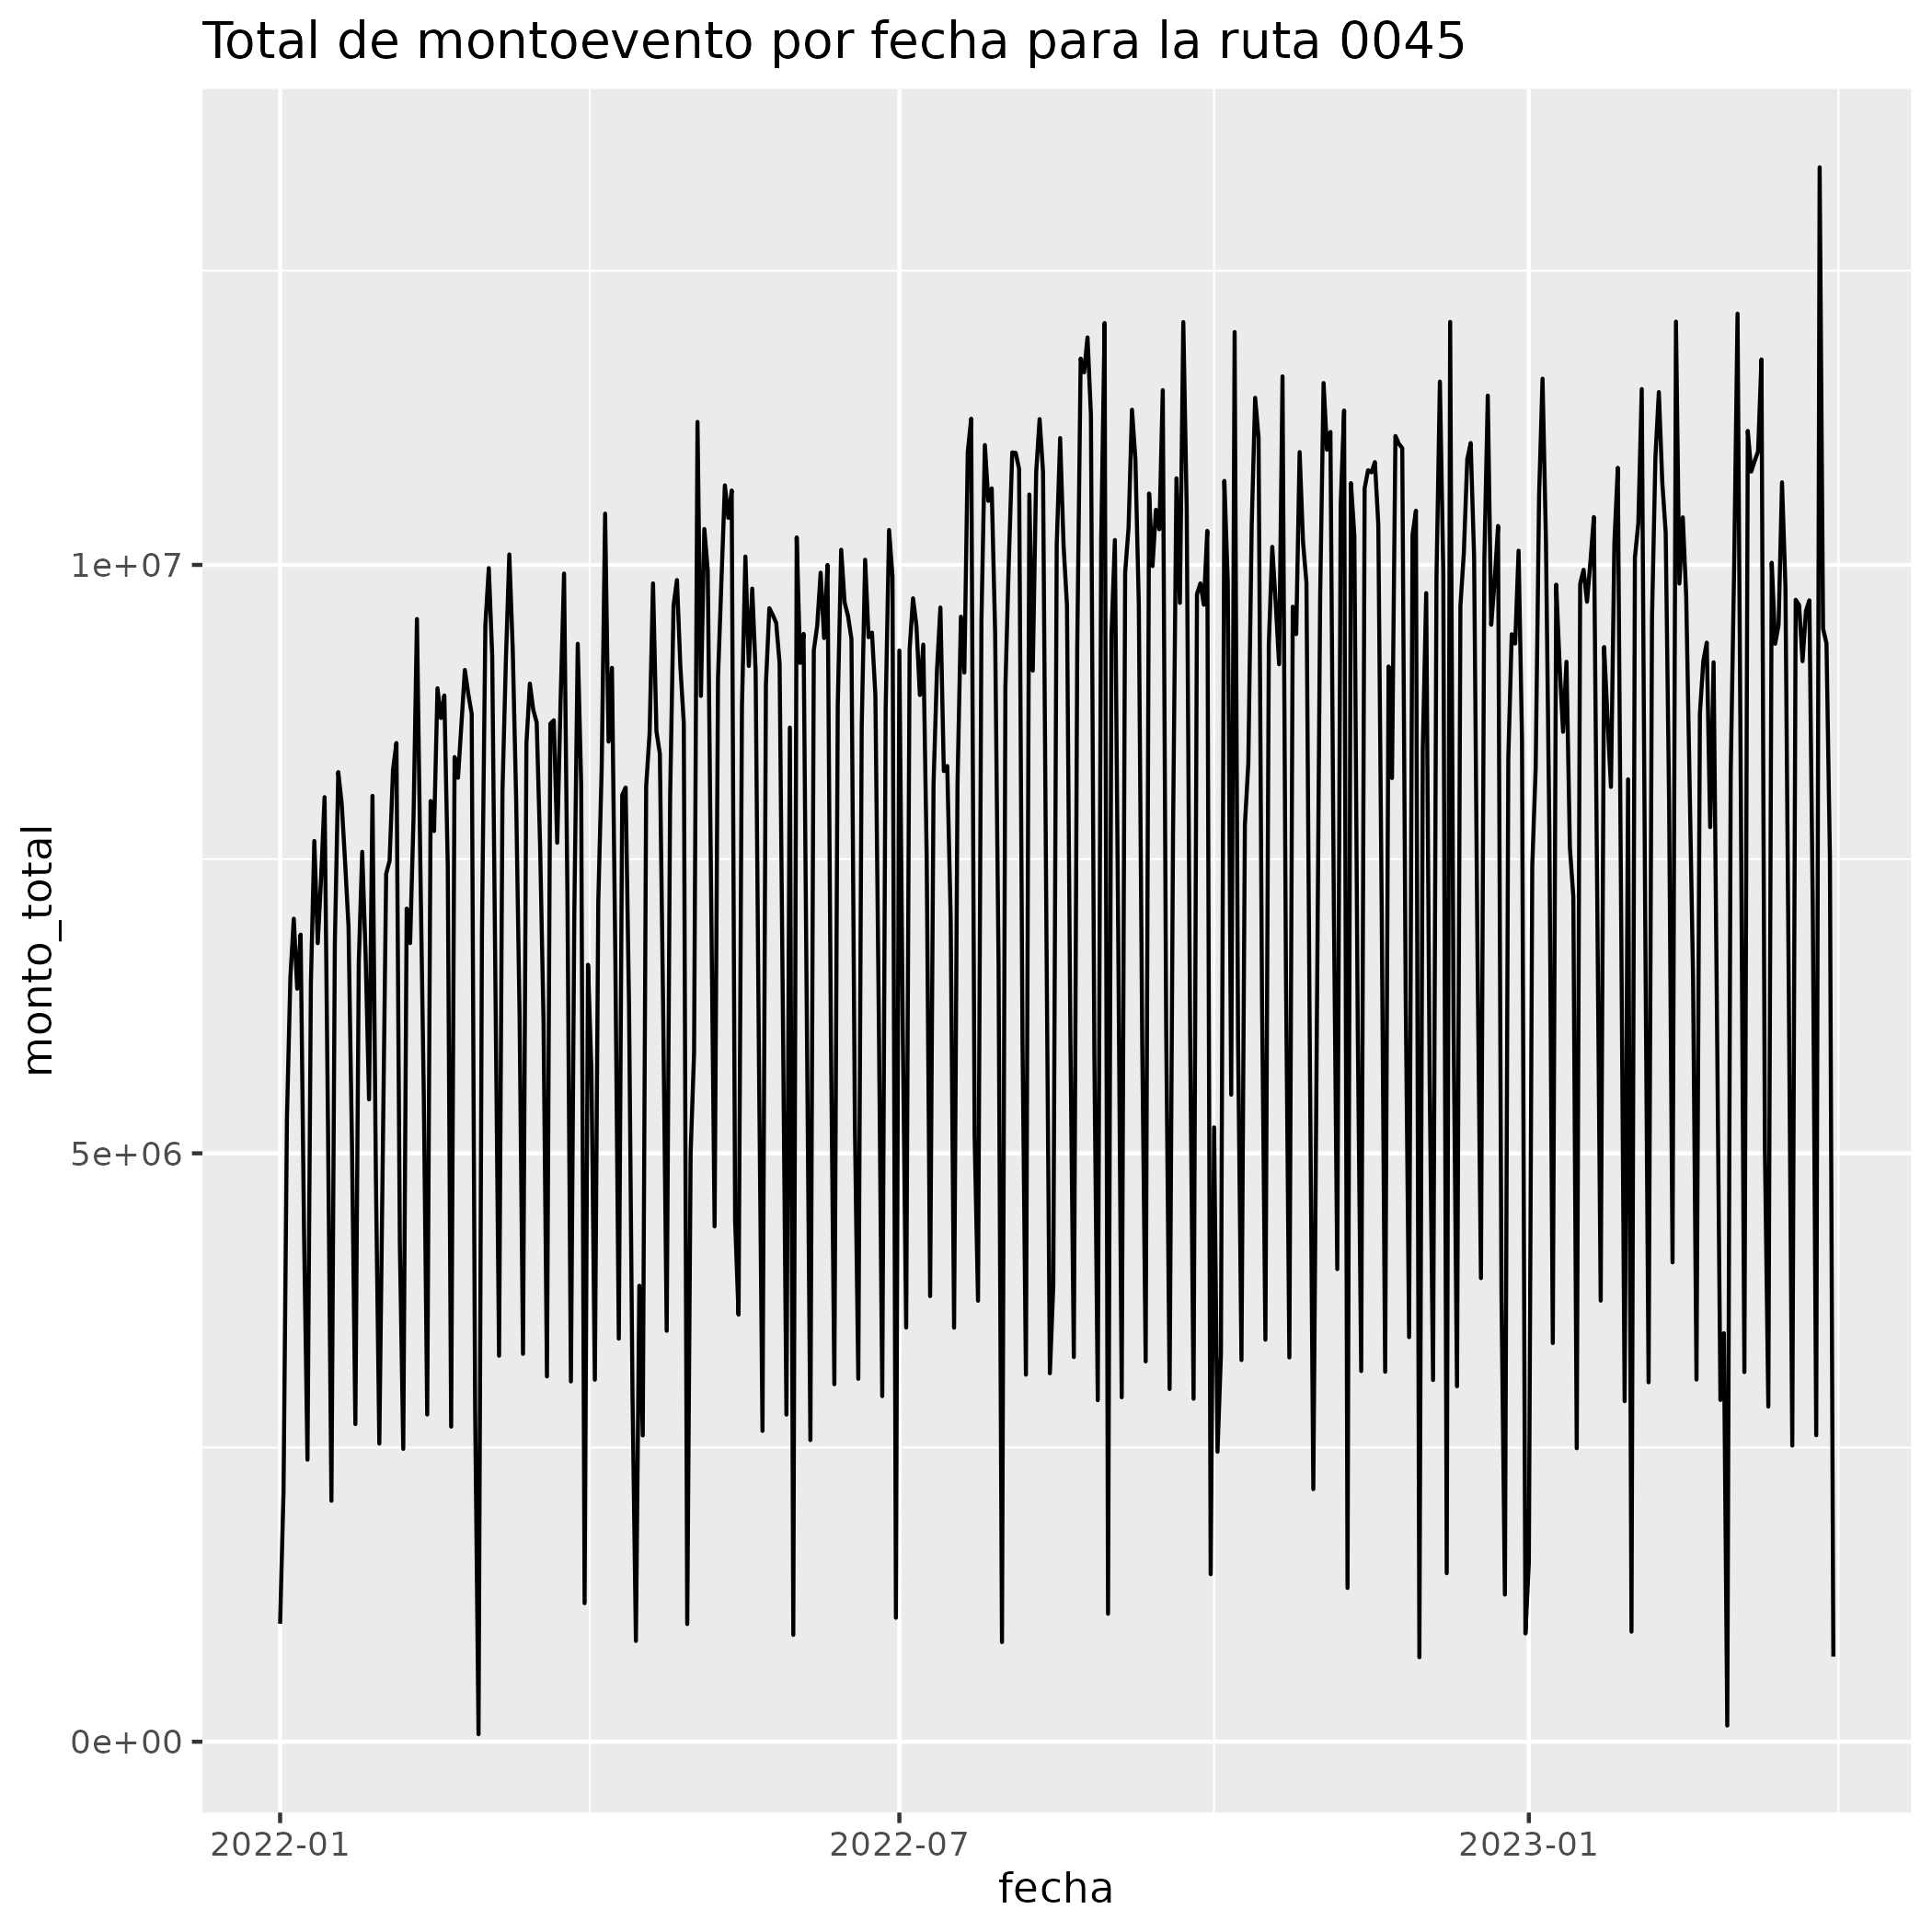 Total de montoevento por fecha para la ruta 0045
monto_total
1e+07
5e+06
0e+00
2022-01
2022-07
2023-01
fecha